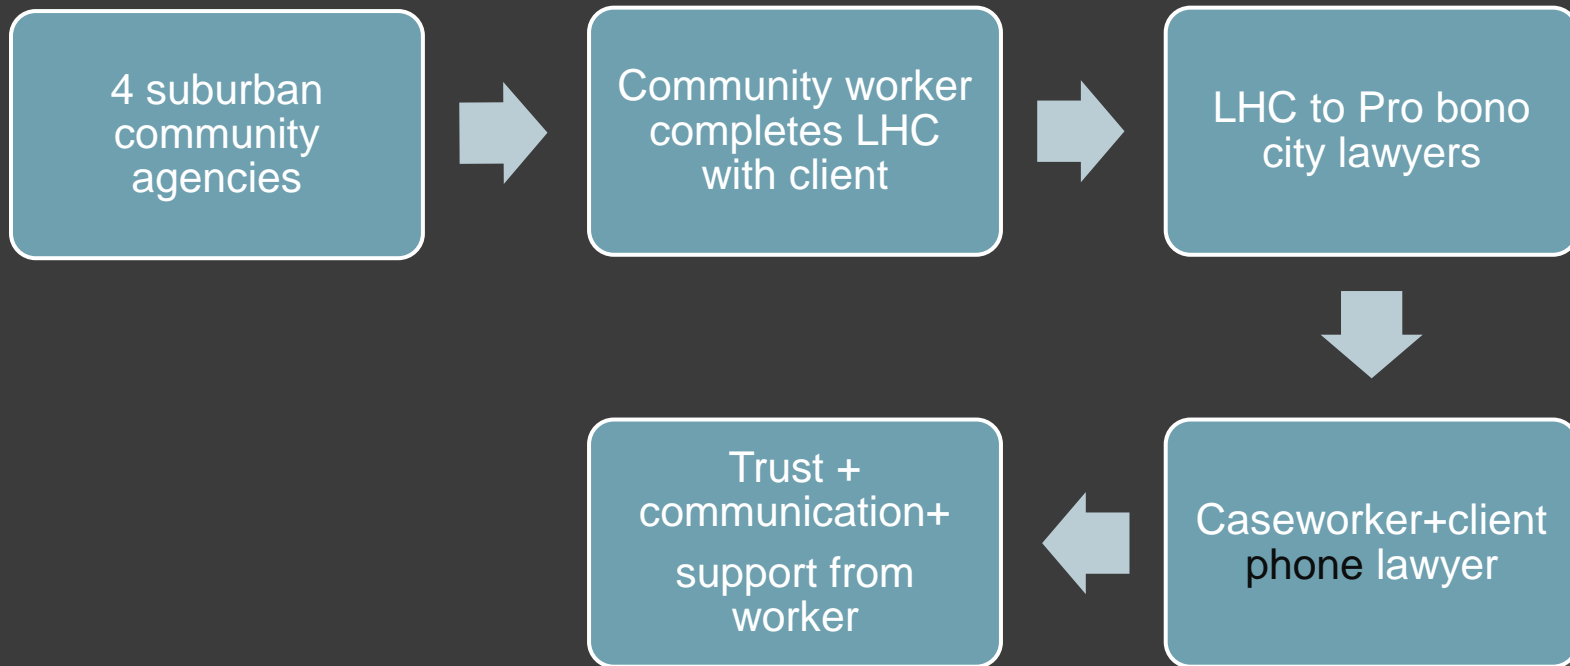 4 suburban
community
agencies
Community worker
completes LHC
with client
LHC to Pro bono
city lawyers
Caseworker+client
phone lawyer
Trust +
communication+
support from
worker